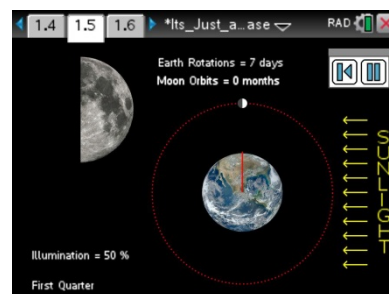 1.4 1.5 1.6 *Its_Just_a...ase RAD
Earth Rotations = 7 days
Moon Orbits = 0 months
SUNLIGHT
Illumination = 50 %
First Quarter